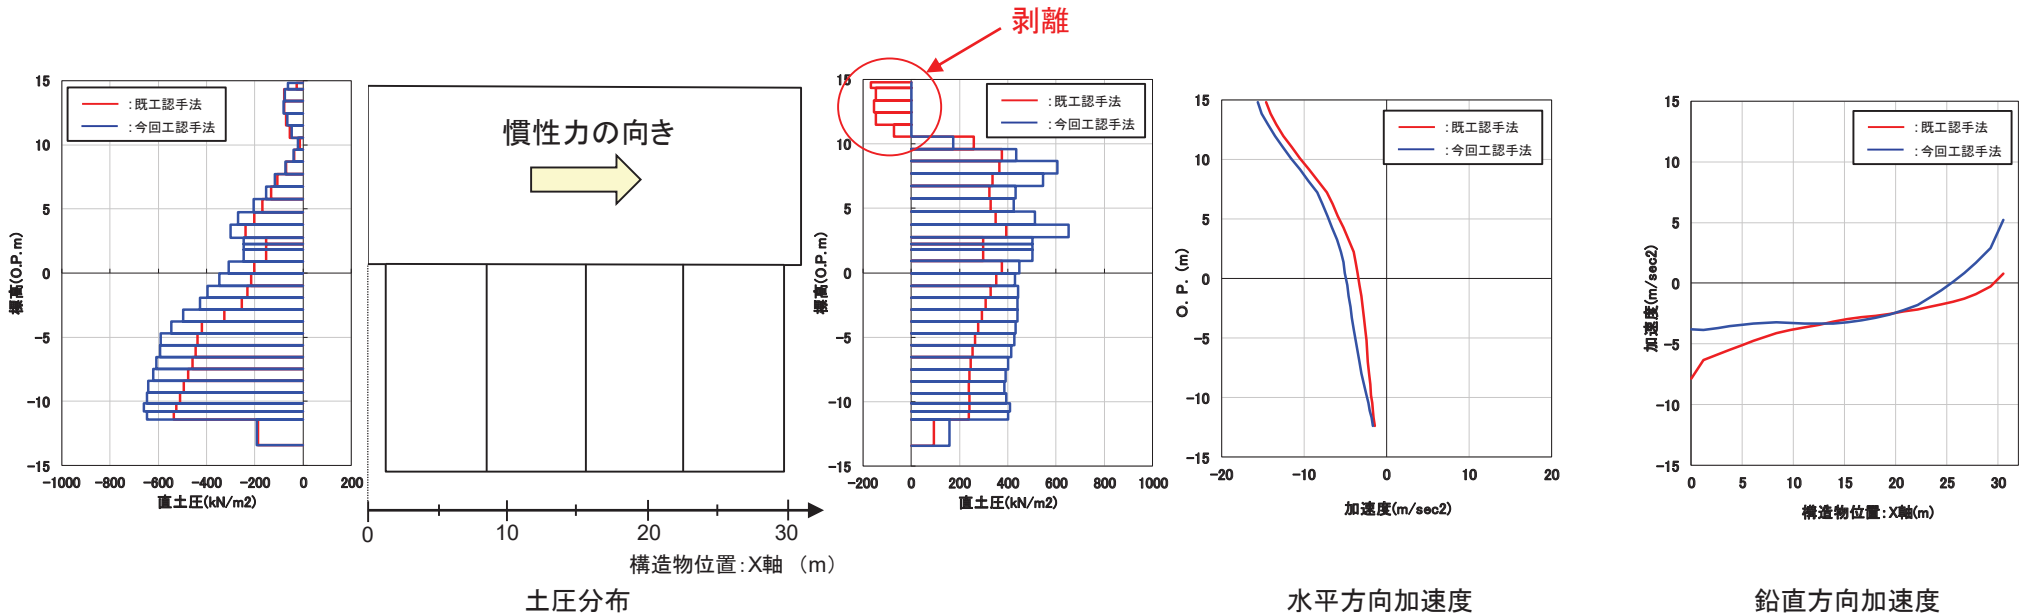 剥離
15
10
5
0
-5
-10
-15
標高(O.P.m)
:既工認手法
:今回工認手法
-1000 -800 -600 -400 -200 0 200
直土圧(kN/m2)
慣性力の向き
0 10 20 30
構造物位置:X軸 (m)
土圧分布
15
10
5
0
-5
-10
-15
標高(O.P.m)
:既工認手法
:今回工認手法
-200 0 200 400 600 800 1000
直土圧(kN/m2)
15
10
5
0
-5
-10
-15
O. P. (m)
:既工認手法
:今回工認手法
-20 -10 0 10 20
加速度(m/sec2)
水平方向加速度
15
10
5
0
-5
-10
-15
加速度(m/sec2)
:既工認手法
:今回工認手法
0 5 10 15 20 25 30
構造物位置:X軸(m)
鉛直方向加速度